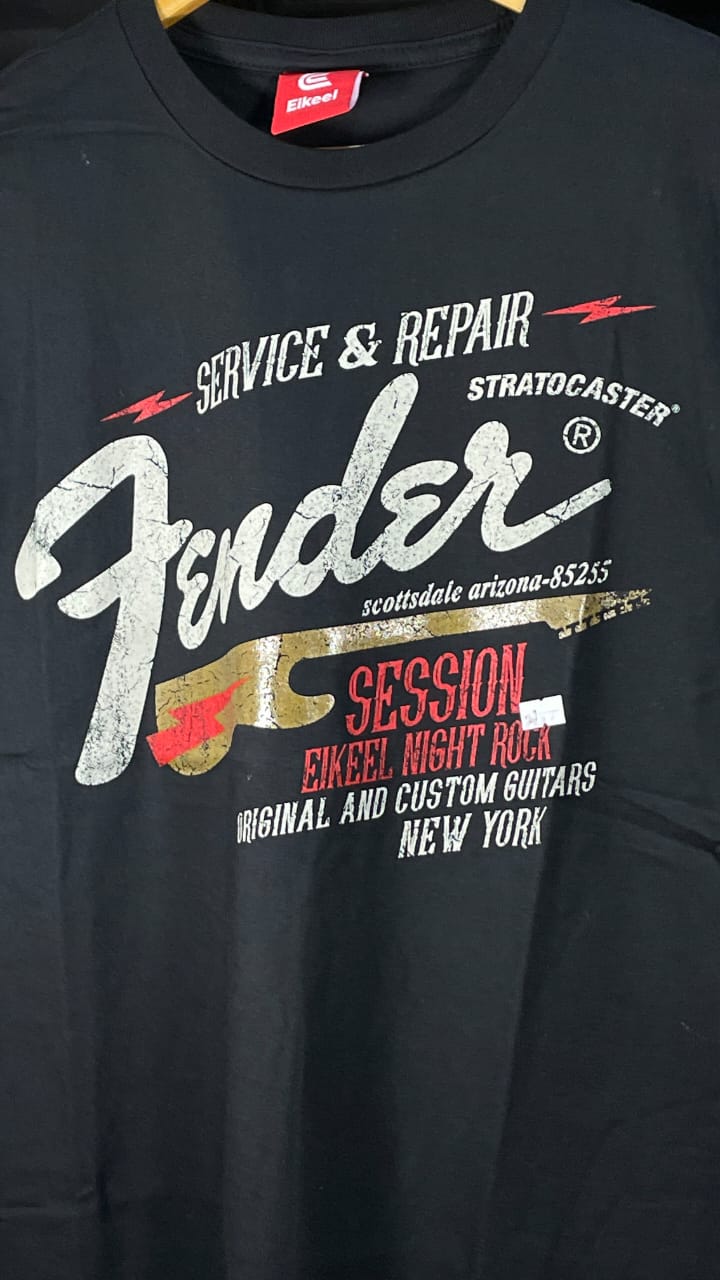 Eikeel
SERVICE & REPAIR
STRATOCASTER®
Fender ®
scottsdale arizona-85255
SESSION
EIKEEL NIGHT ROCK
ORIGINAL AND CUSTOM GUITARS
NEW YORK